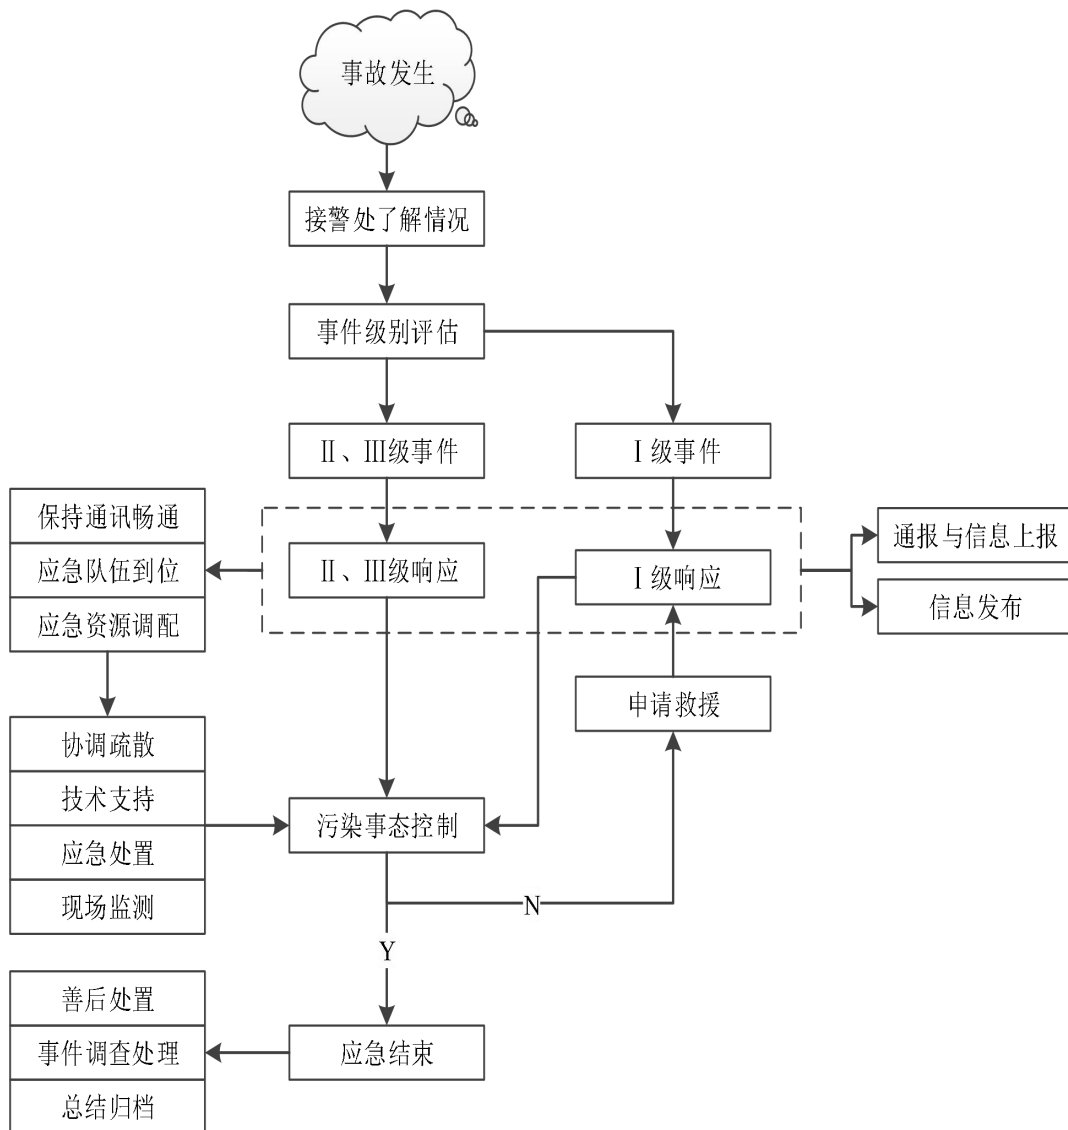 事故发生
接警处了解情况
事件级别评估
Ⅱ、Ⅲ级事件
Ⅰ级事件
保持通讯畅通
应急队伍到位
应急资源调配
Ⅱ、Ⅲ级响应
Ⅰ级响应
通报与信息上报
信息发布
申请救援
协调疏散
技术支持
应急处置
现场监测
污染事态控制
N
Y
善后处置
事件调查处理
总结归档
应急结束